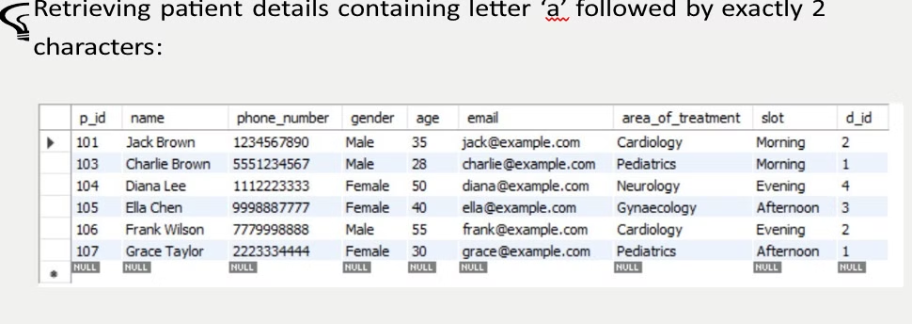 Retrieving patient details containing letter ‘a’ followed by exactly 2
characters:
p_id name phone_number gender age email area_of_treatment slot d_id
101 Jack Brown 1234567890 Male 35 jack@example.com Cardiology Morning 2
103 Charlie Brown 5551234567 Male 28 charlie@example.com Pediatrics Morning 1
104 Diana Lee 1112223333 Female 50 diana@example.com Neurology Evening 4
105 Ella Chen 9998887777 Female 40 ella@example.com Gynaecology Afternoon 3
106 Frank Wilson 7779998888 Male 55 frank@example.com Cardiology Evening 2
107 Grace Taylor 2223334444 Female 30 grace@example.com Pediatrics Afternoon 1
NULL NULL NULL NULL NULL NULL NULL NULL NULL